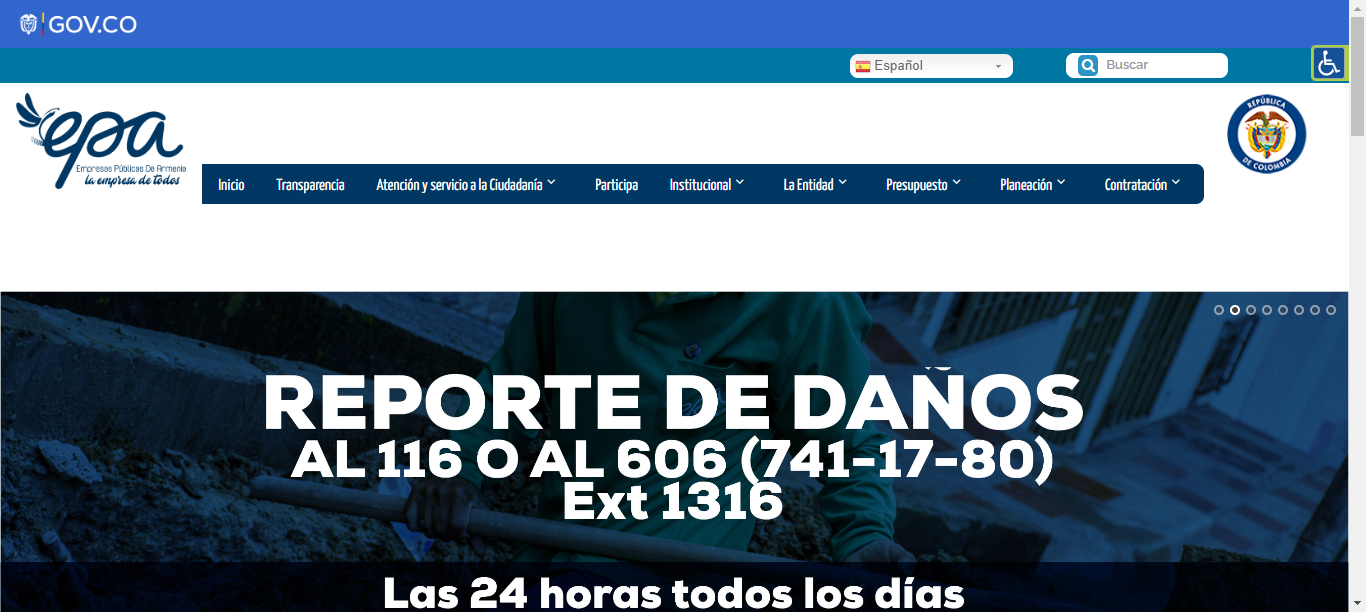 GOV.CO
Español
Buscar
epa
Empresas Públicas De Armenia
la empresa de todos
REPÚBLICA
DE COLOMBIA
Inicio Transparencia Atención y servicio a la Ciudadanía Participa Institucional La Entidad Presupuesto Planeación Contratación
REPORTE DE DAÑOS
AL 116 O AL 606 (741-17-80)
Ext 1316
Las 24 horas todos los días